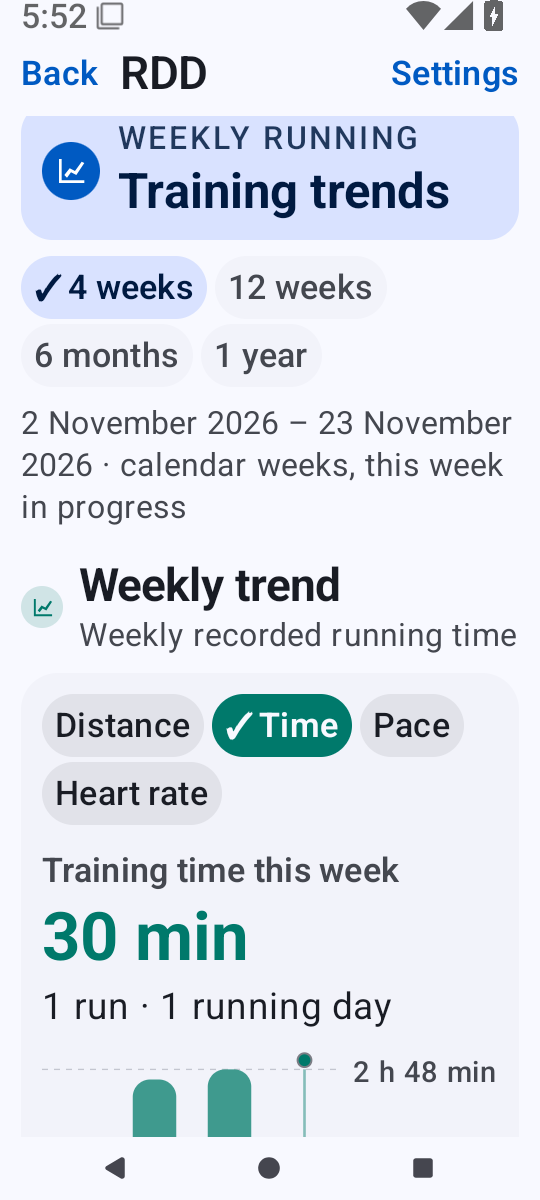 5:52
Back RDD Settings
WEEKLY RUNNING
Training trends
✓ 4 weeks 12 weeks
6 months 1 year
2 November 2026 – 23 November
2026 · calendar weeks, this week
in progress
Weekly trend
Weekly recorded running time
Distance ✓ Time Pace
Heart rate
Training time this week
30 min
1 run · 1 running day
2 h 48 min